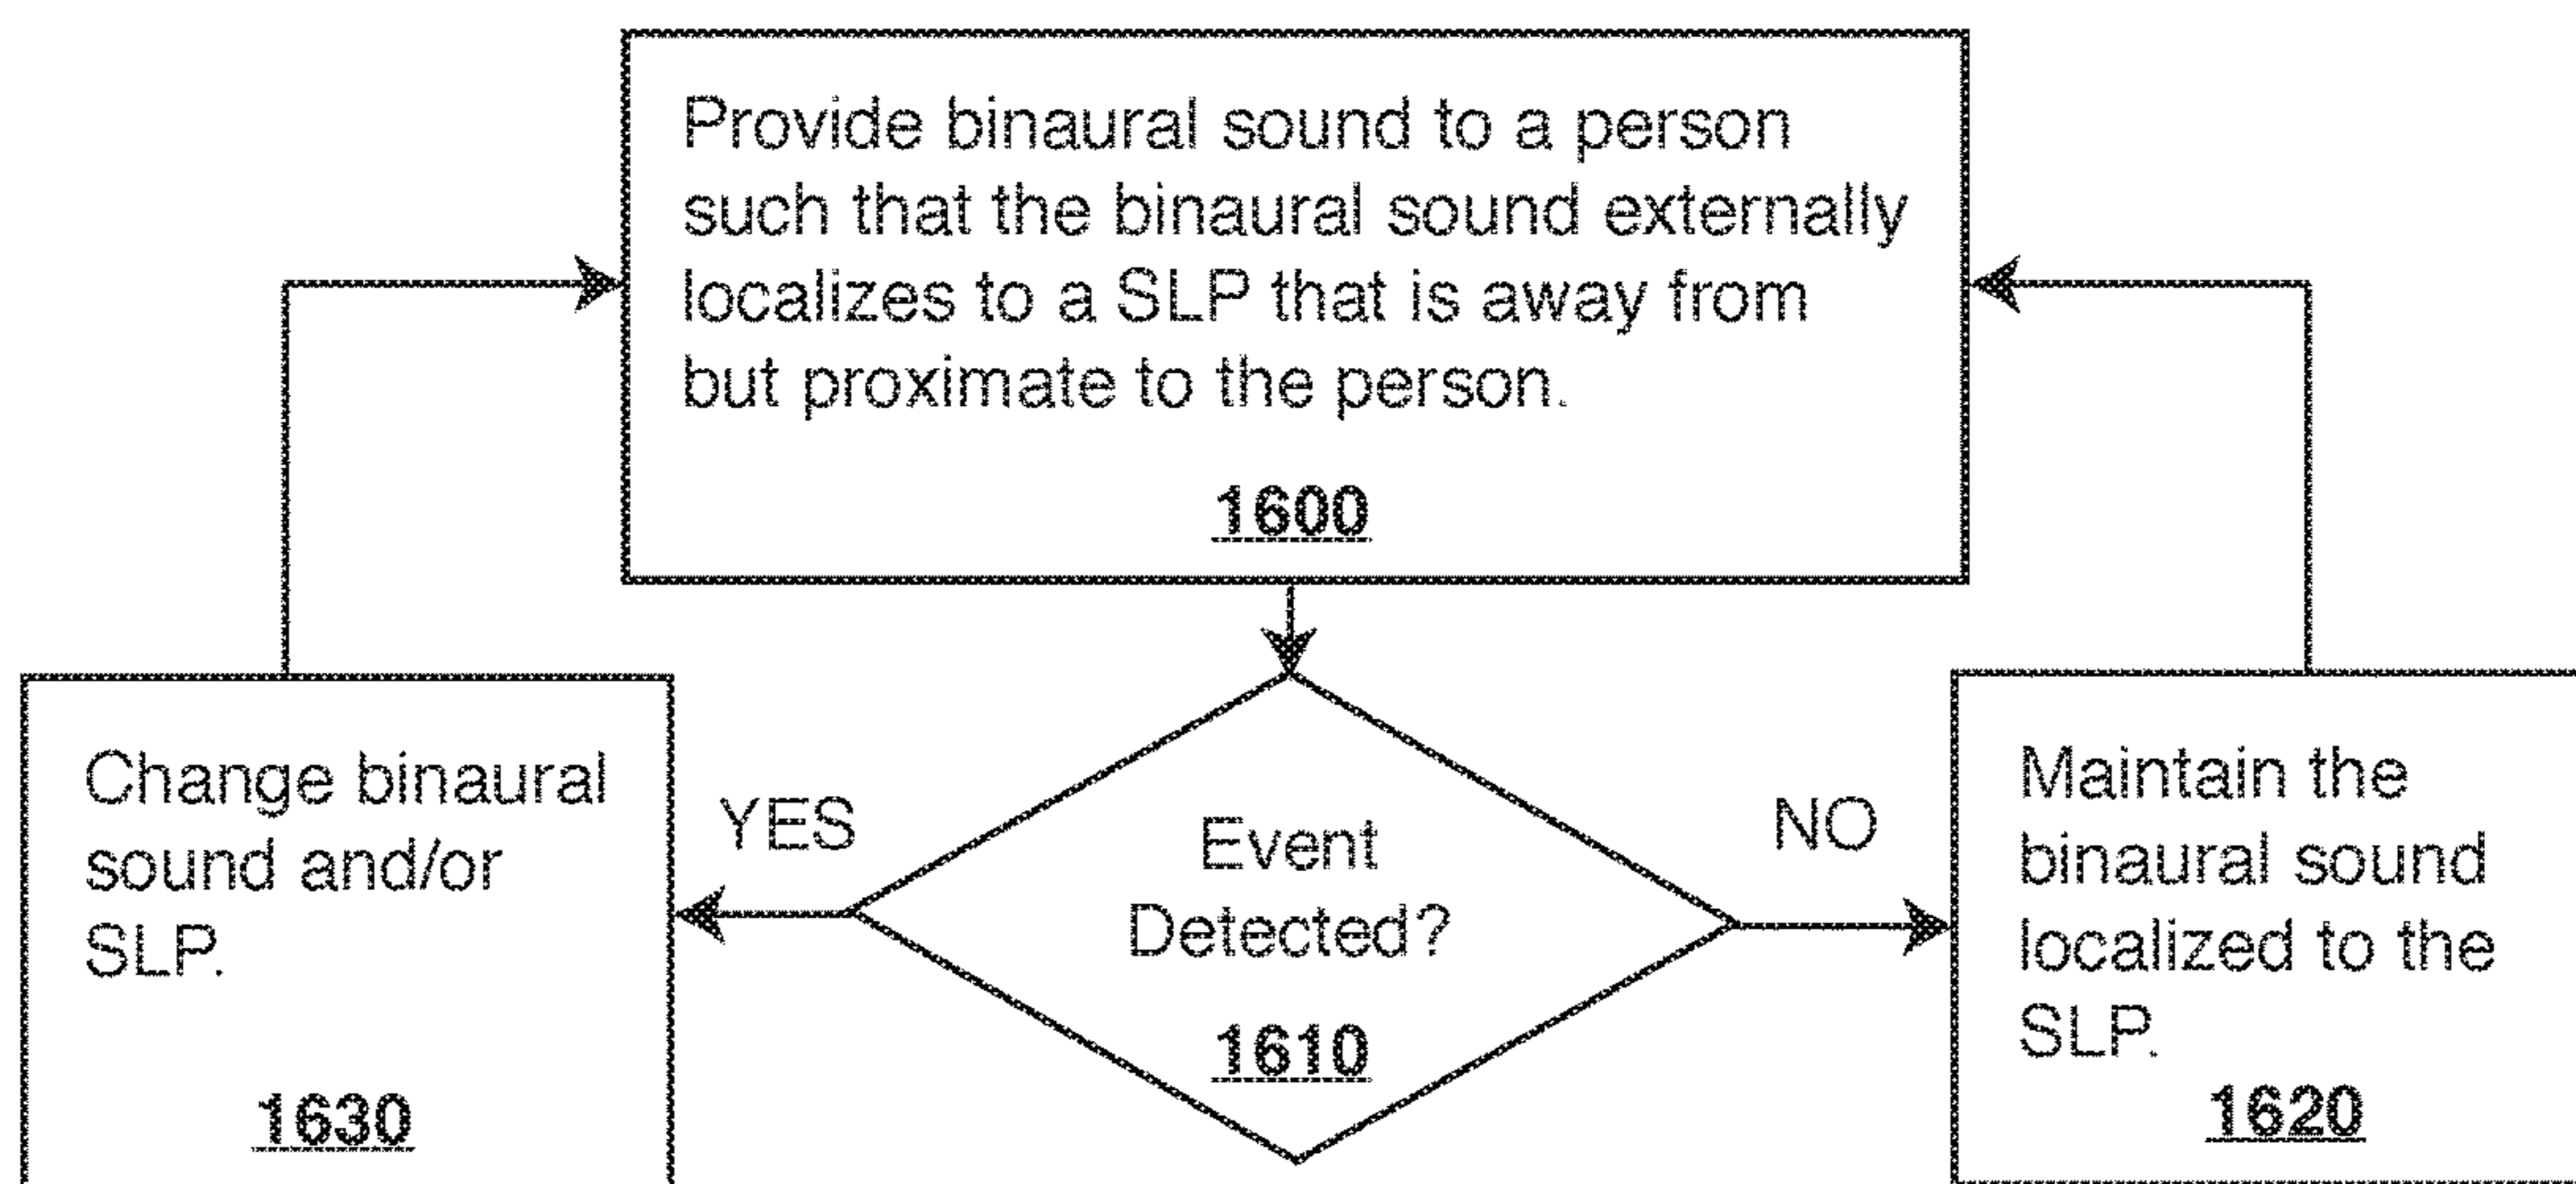 Provide binaural sound to a person
such that the binaural sound externally
localizes to a SLP that is away from
but proximate to the person.
1600
Change binaural
sound and/or
SLP.
1630
YES
Event
Detected?
1610
NO
Maintain the
binaural sound
localized to the
SLP.
1620